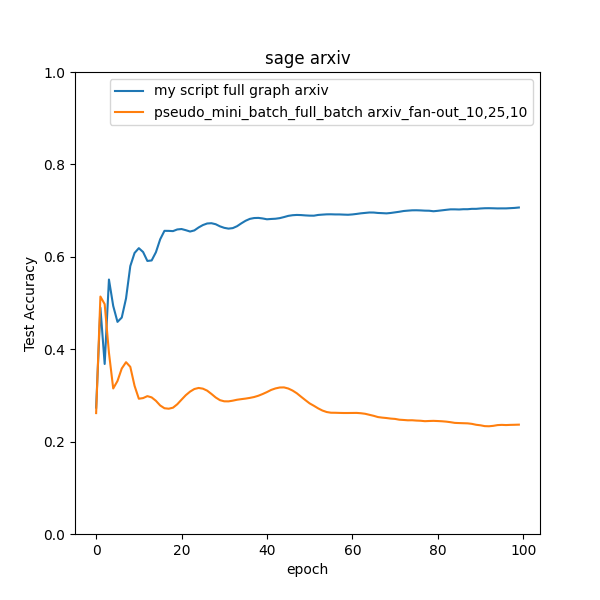 sage arxiv
my script full graph arxiv
pseudo_mini_batch_full_batch arxiv_fan-out_10,25,10
1.0
0.8
0.6
0.4
0.2
0.0
Test Accuracy
0 20 40 60 80 100
epoch